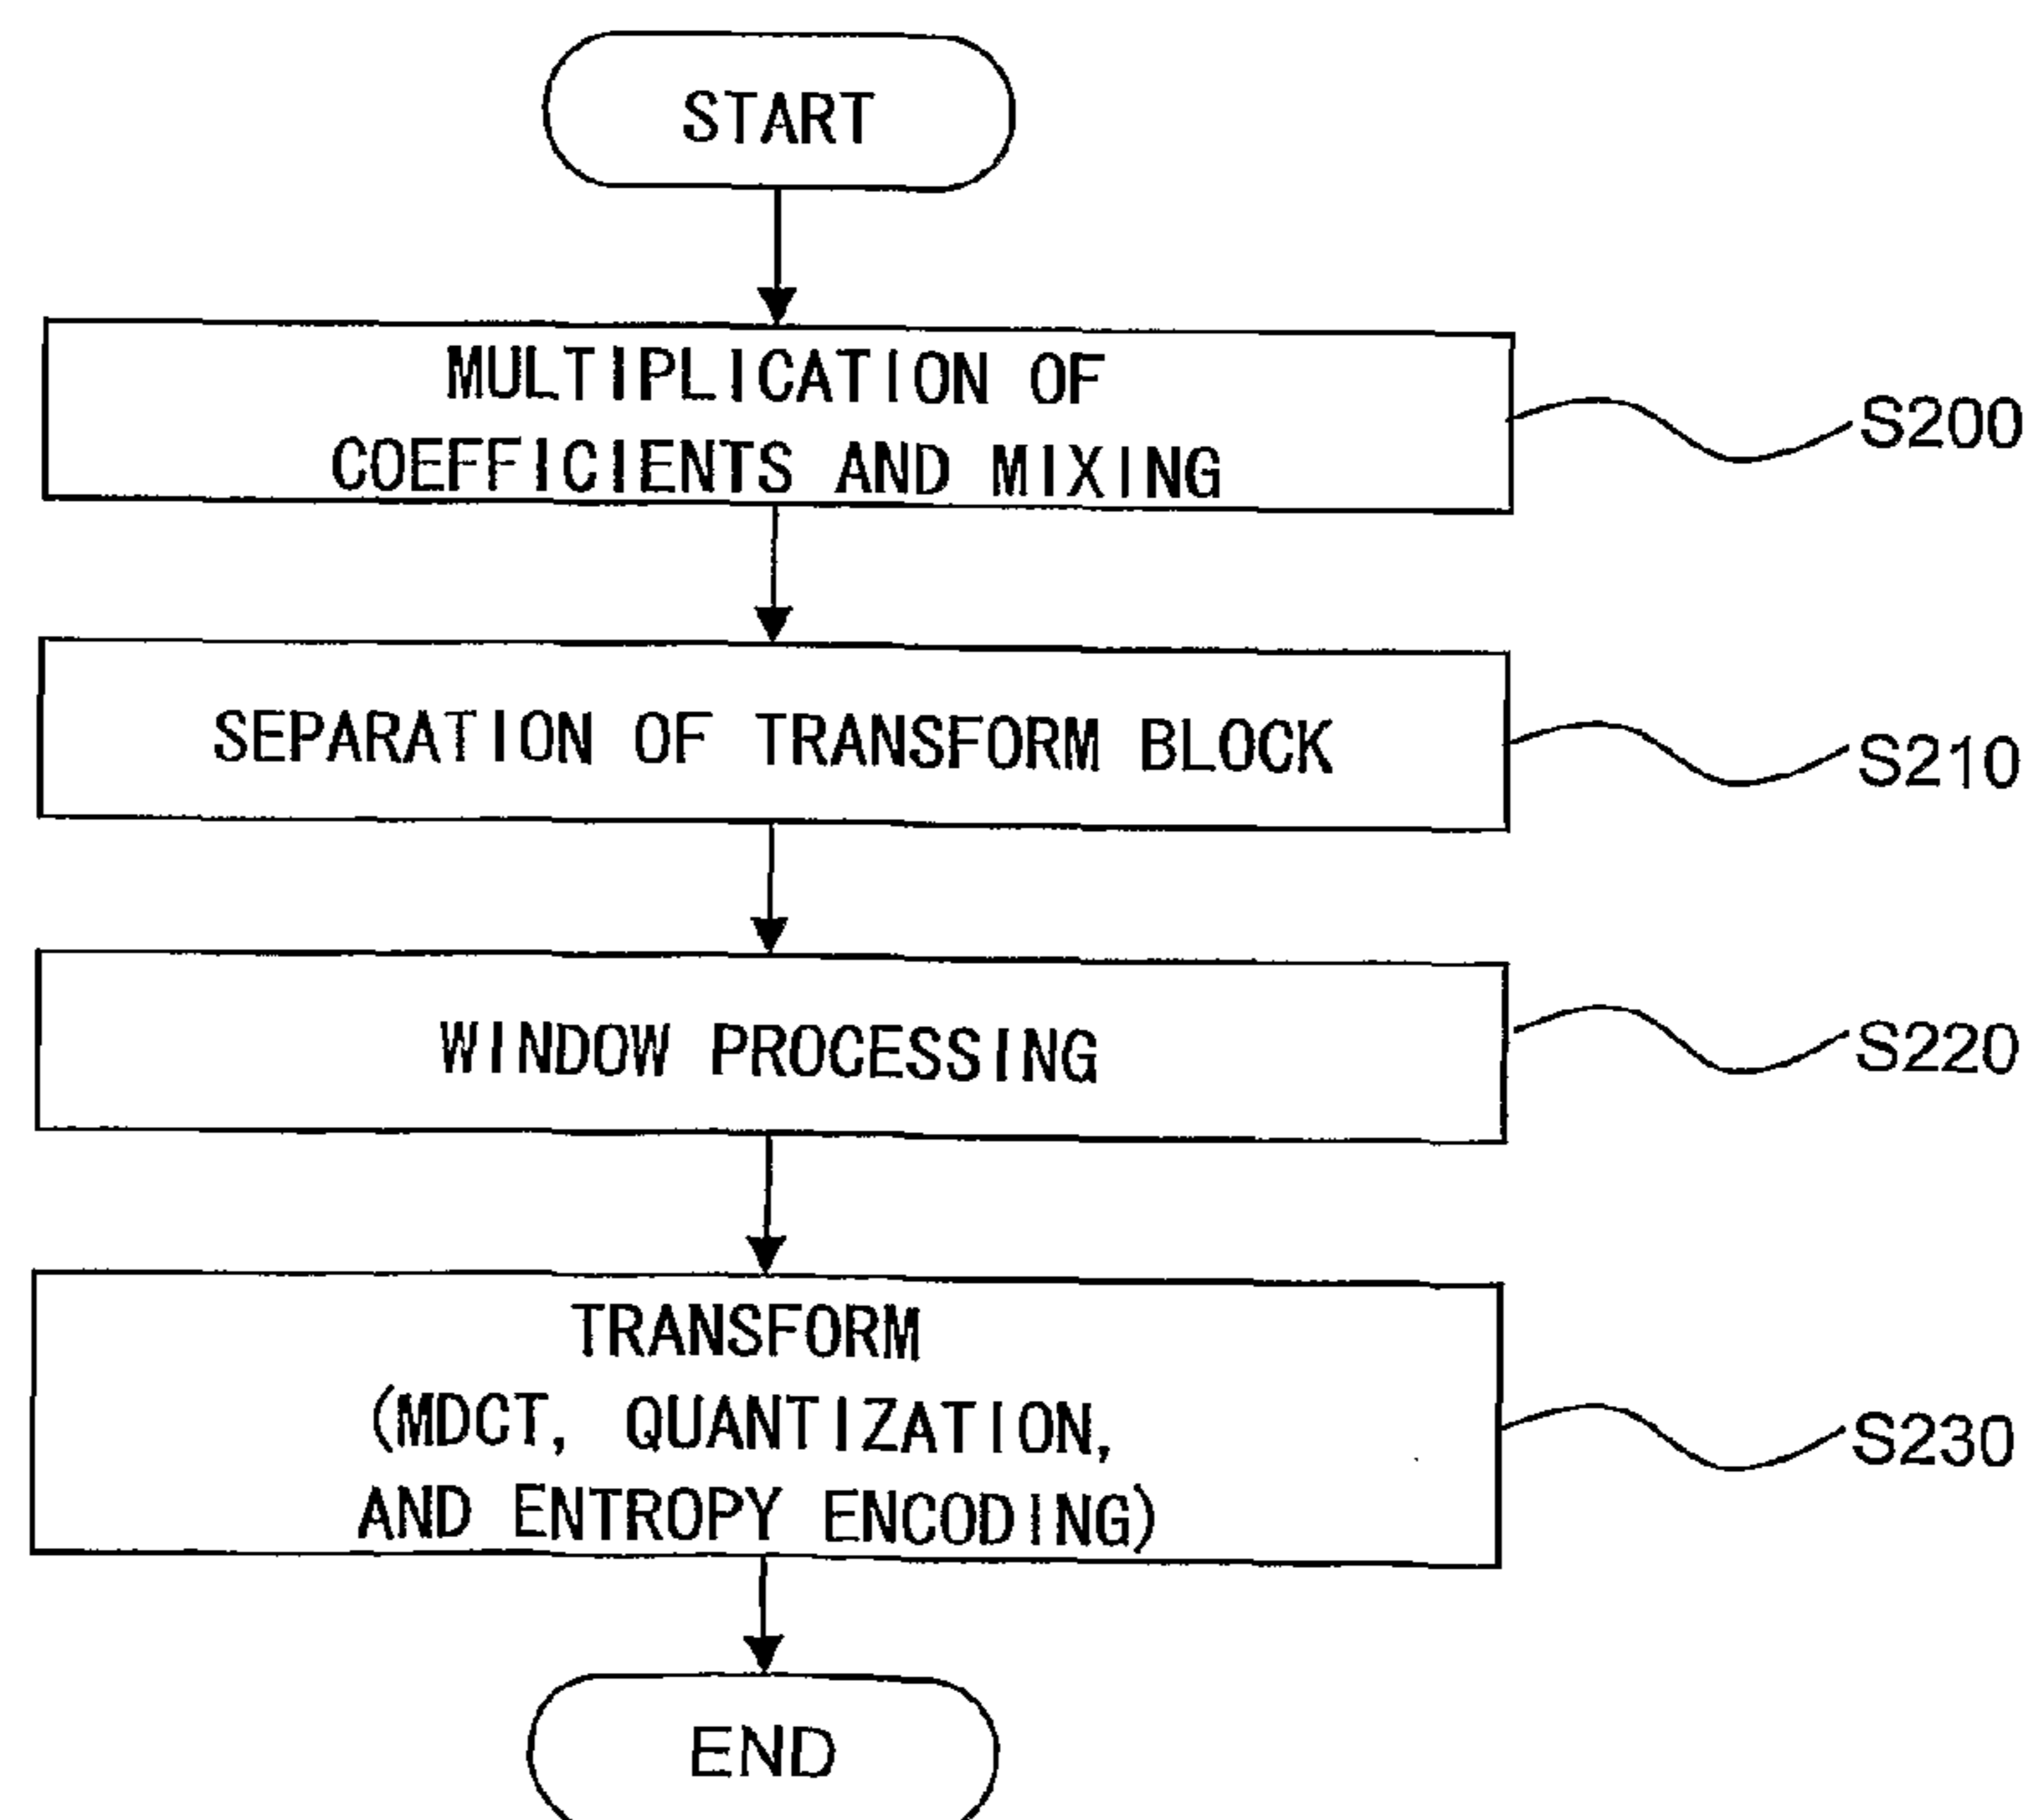 START
MULTIPLICATION OF
COEFFICIENTS AND MIXING
S200
SEPARATION OF TRANSFORM BLOCK
S210
WINDOW PROCESSING
S220
TRANSFORM
(MDCT, QUANTIZATION,
AND ENTROPY ENCODING)
S230
END